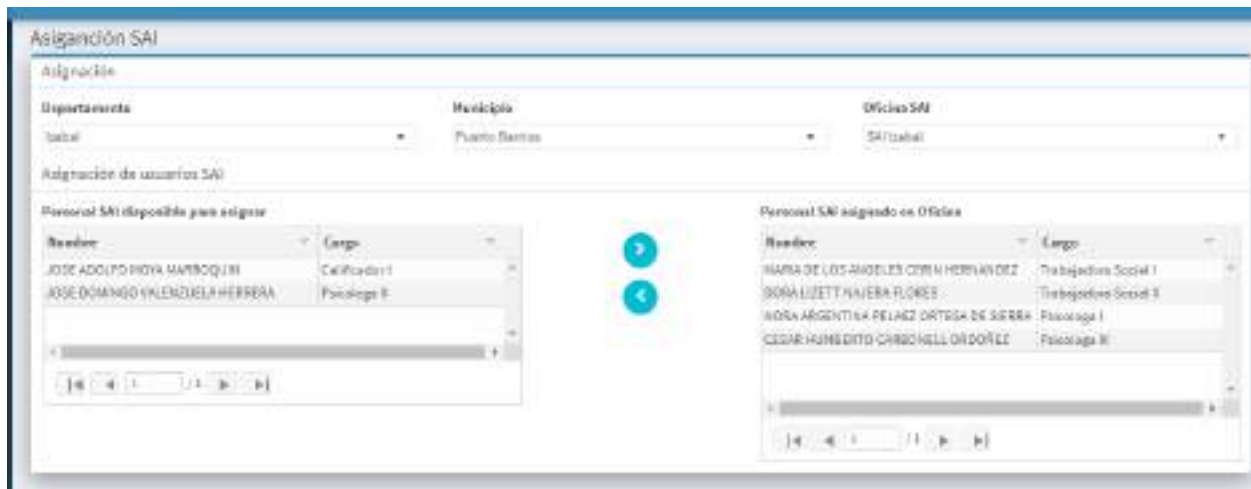 Asigación SAI
Asignación
Departamento Municipio Oficina SAI
Izabal Puerto Barrios SAI Izabal
Asignación de usuarios SAI
Personal SAI disponible para asignar Personal SAI asignado en Oficina
Nombre Cargo Nombre Cargo
JOSE ADOLFO MOYA MARROQUIN Calificador I MARIA DE LOS ANGELES CERIN HERNANDEZ Trabajadora Social I
JOSE DOMINGO VALENZUELA HERRERA Psicologo II DORA LIZETT NAJERA FLORES Trabajadora Social II
NORA ARGENTINA PELAEZ ORTEGA DE SIERRA Psicologa I
CESAR HUMBERTO CARBONELL ORDOÑEZ
1 / 1
1 / 1